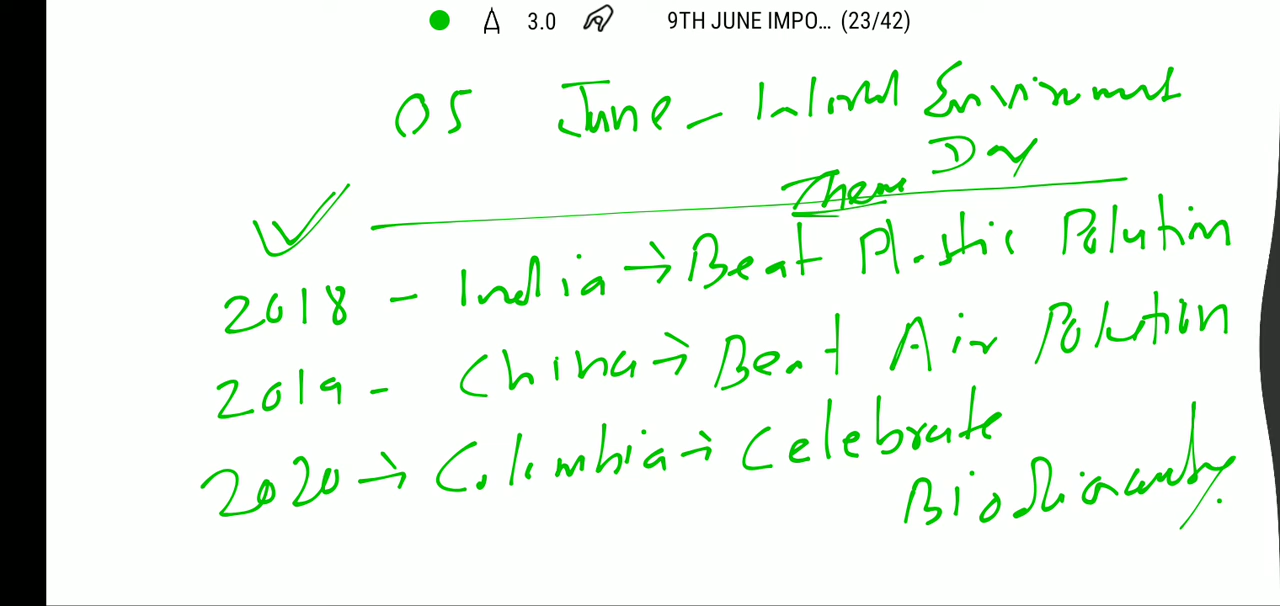 3.0 9TH JUNE IMPO... (23/42)
05 June - World Environment
Day
Theme
2018 - India → Beat Plastic Polution
2019 - China → Beat Air Polution
2020 → Colombia → Celebrate
Biodiversity.